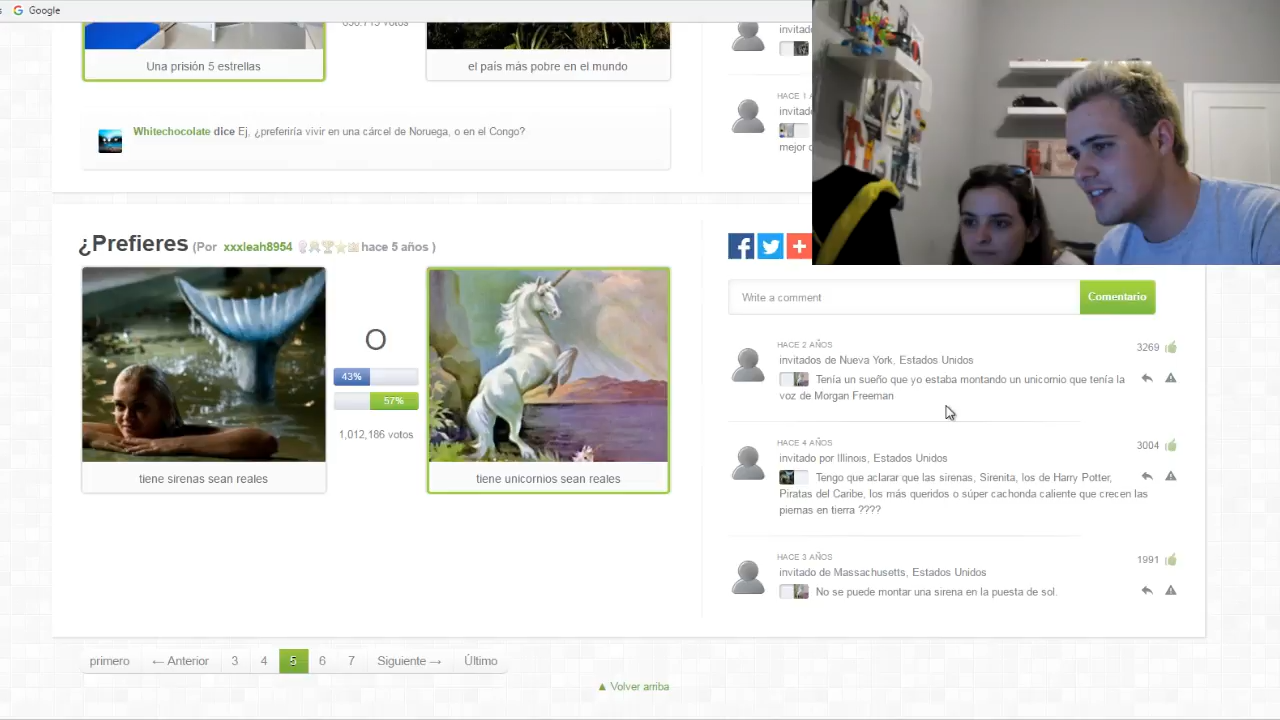 Google
Una prisión 5 estrellas
el país más pobre en el mundo
Whitechocolate dice Ej, ¿preferiría vivir en una cárcel de Noruega, o en el Congo?
invitado
HACE 1
invitado
mejor
¿Prefieres (Por xxxleah8954 hace 5 años )
O
43%
57%
1,012,186 votos
tiene sirenas sean reales
tiene unicornios sean reales
Write a comment
Comentario
HACE 2 AÑOS
invitados de Nueva York, Estados Unidos
3269
Tenía un sueño que yo estaba montando un unicornio que tenía la
voz de Morgan Freeman
HACE 4 AÑOS
invitado por Illinois, Estados Unidos
3004
Tengo que aclarar que las sirenas, Sirenita, los de Harry Potter,
Piratas del Caribe, los más queridos o súper cachonda caliente que crecen las
piernas en tierra ????
HACE 3 AÑOS
invitado de Massachusetts, Estados Unidos
1991
No se puede montar una sirena en la puesta de sol.
primero ← Anterior 3 4 5 6 7 Siguiente → Último
▲ Volver arriba